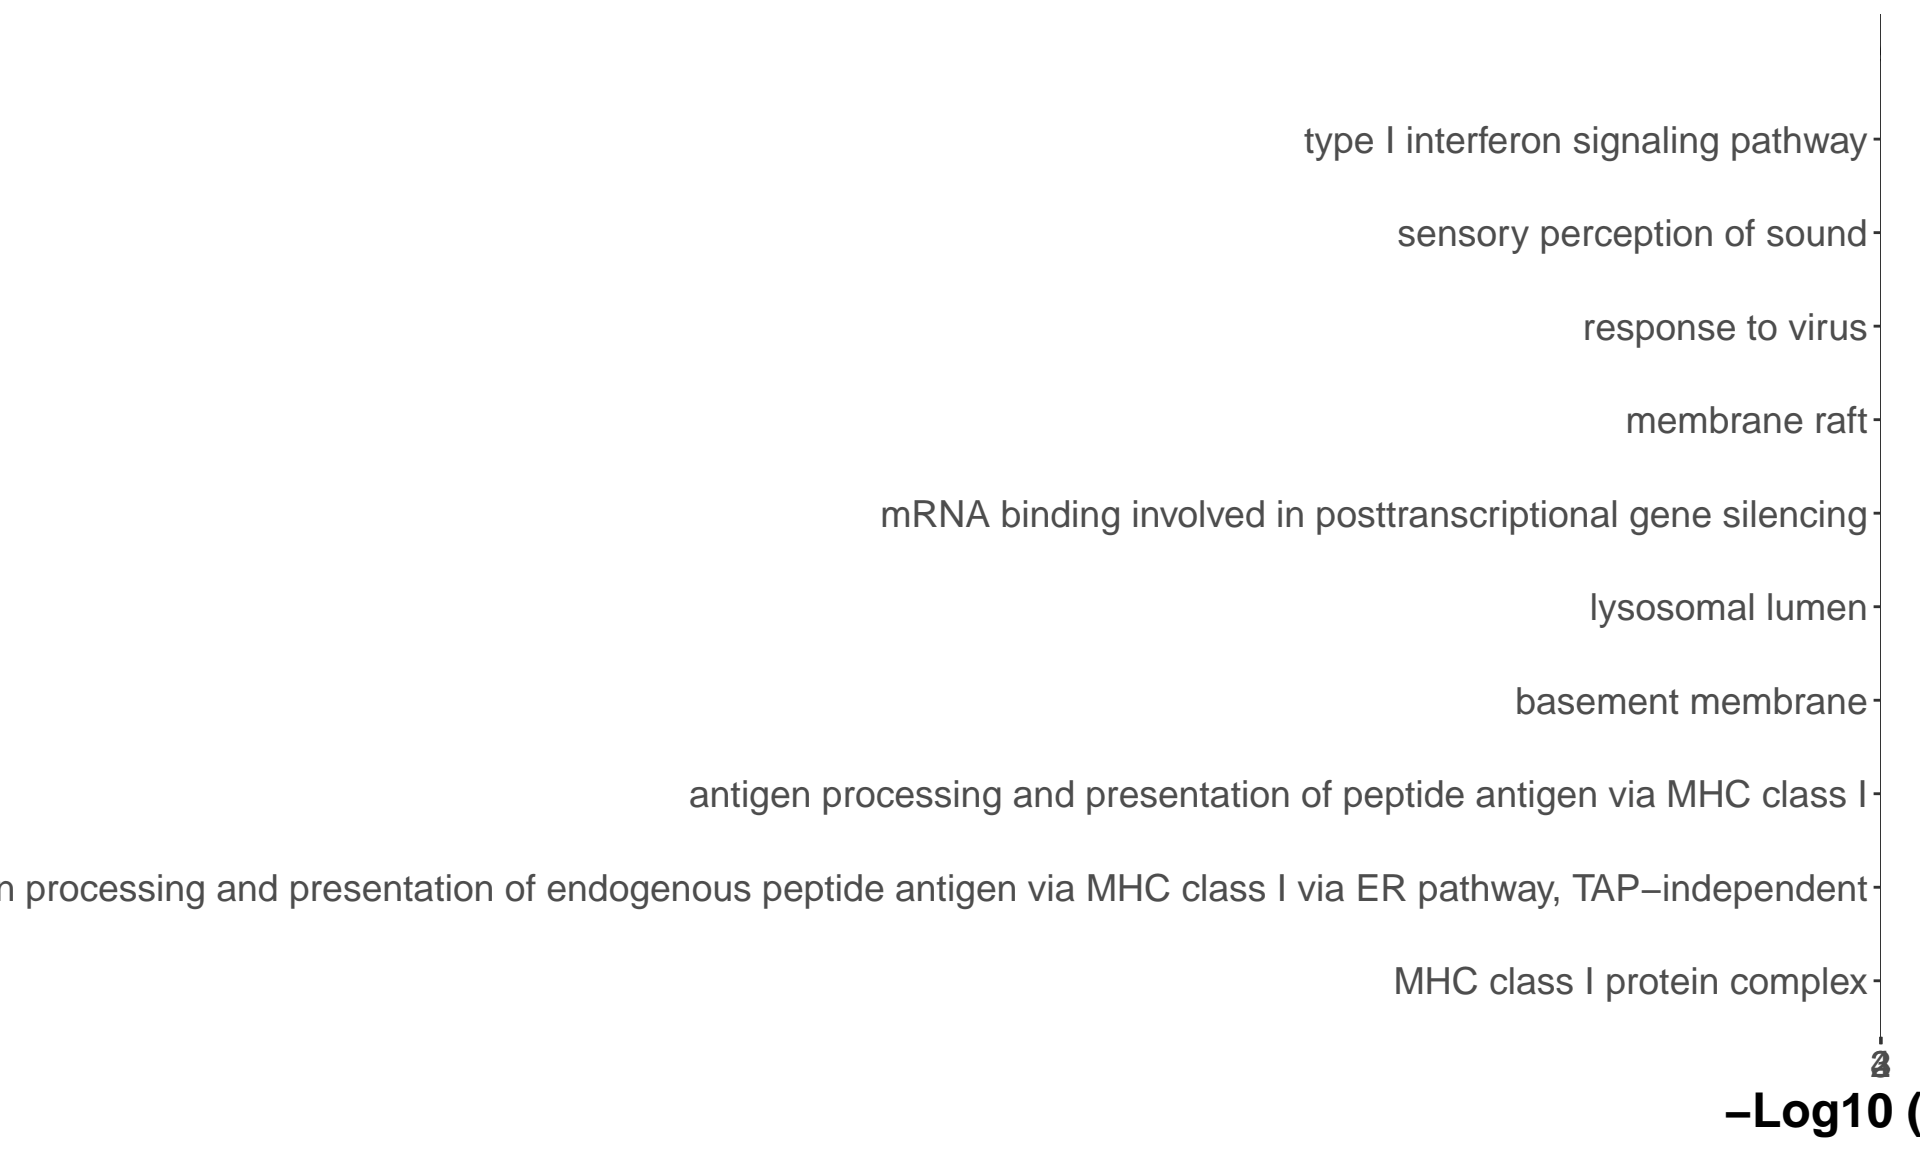 type I interferon signaling pathway
sensory perception of sound
response to virus
membrane raft
mRNA binding involved in posttranscriptional gene silencing
lysosomal lumen
basement membrane
antigen processing and presentation of peptide antigen via MHC class I
processing and presentation of endogenous peptide antigen via MHC class I via ER pathway, TAP−independent
MHC class I protein complex
−Log10 (